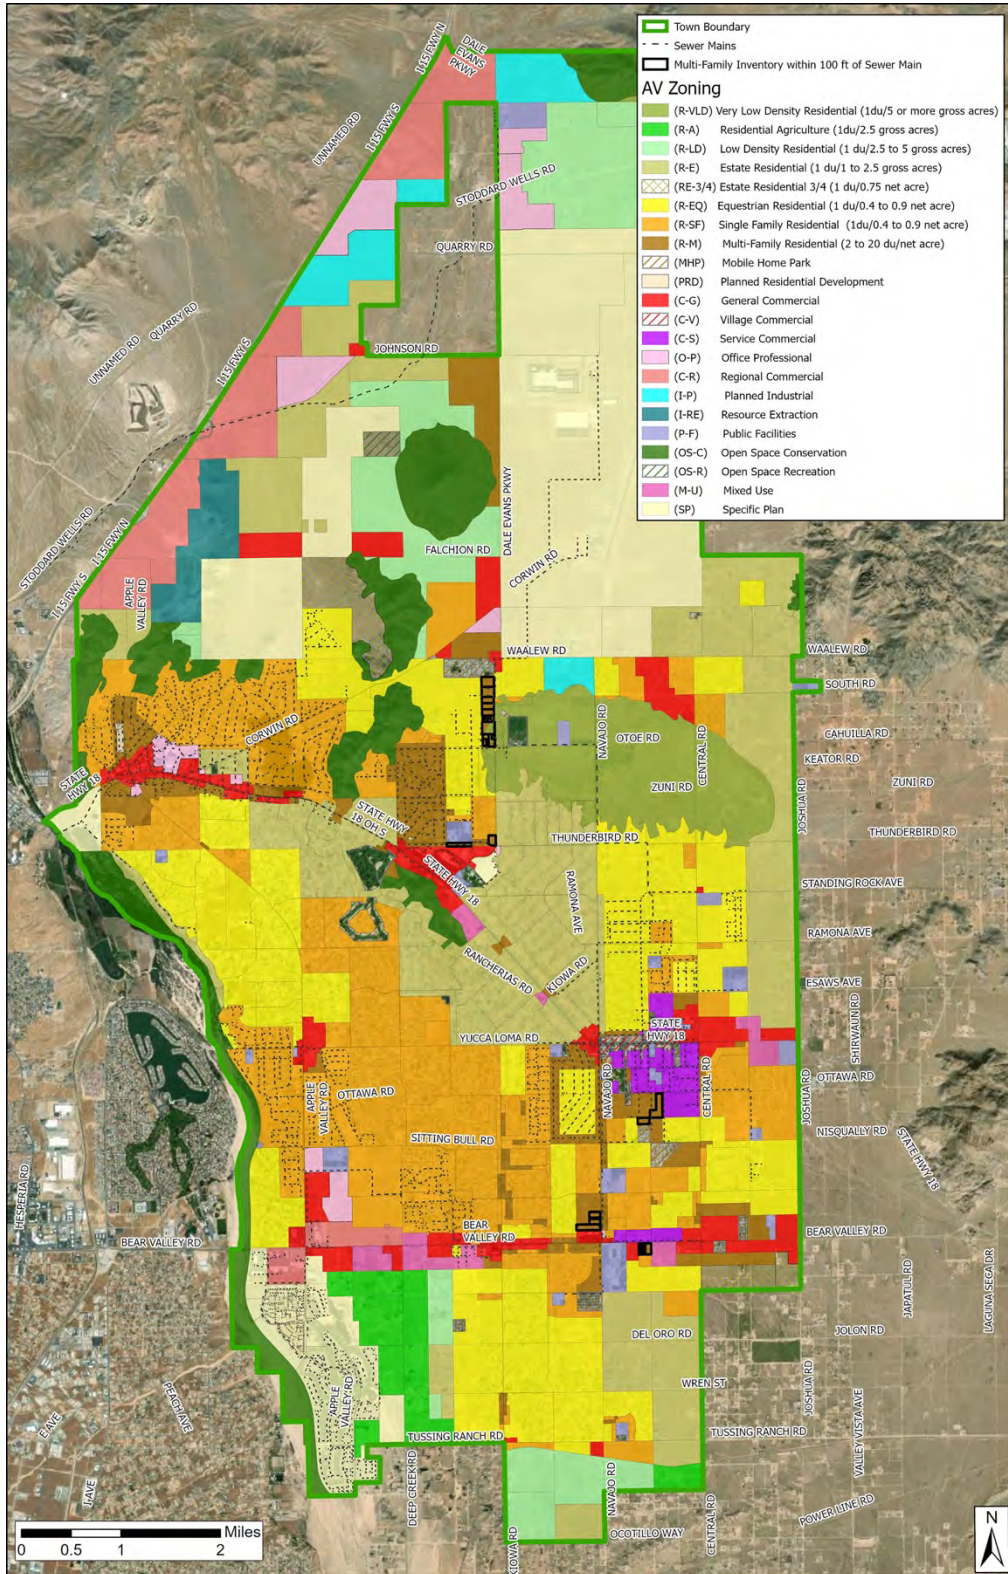 Town Boundary
Sewer Mains
Multi-Family Inventory within 100 ft of Sewer Main
AV Zoning
(R-VLD) Very Low Density Residential (1du/5 or more gross acres)
(R-A) Residential Agriculture (1du/2.5 gross acres)
(R-LD) Low Density Residential (1 du/2.5 to 5 gross acres)
(R-E) Estate Residential (1 du/1 to 2.5 gross acres)
(RE-3/4) Estate Residential 3/4 (1 du/0.75 net acre)
(R-EQ) Equestrian Residential (1 du/0.4 to 0.9 net acre)
(R-SF) Single Family Residential (1du/0.4 to 0.9 net acre)
(R-M) Multi-Family Residential (2 to 20 du/net acre)
(MHP) Mobile Home Park
(PRD) Planned Residential Development
(C-G) General Commercial
(C-V) Village Commercial
(C-S) Service Commercial
(O-P) Office Professional
(C-R) Regional Commercial
(I-P) Planned Industrial
(I-RE) Resource Extraction
(P-F) Public Facilities
(OS-C) Open Space Conservation
(OS-R) Open Space Recreation
(M-U) Mixed Use
(SP) Specific Plan
I-15 FWY N
DALE
EVANS
PKWY
I-15 FWY S
UNNAMED RD
STODDARD WELLS RD
QUARRY RD
QUARRY RD
UNNAMED RD
I-15 FWY S
JOHNSON RD
DALE EVANS PKWY
STODDARD WELLS RD
I-15 FWY N
I-15 FWY S
FALCHION RD
CORWIN RD
APPLE
VALLEY RD
WAALEW RD
WAALEW RD
SOUTH RD
CORWIN RD
NAVAJO RD
OTOE RD
CENTRAL RD
CAHUILLA RD
KEATOR RD
ZUNI RD
ZUNI RD
STATE
HWY 18
STATE HWY
18 OH S
THUNDERBIRD RD
JOSHUA RD
THUNDERBIRD RD
STATE HWY 18
RAMONA AVE
STANDING ROCK AVE
RAMONA AVE
RANCHERIAS RD
KIOWA RD
ESAWS AVE
YUCCA LOMA RD
STATE
HWY 18
SHIRWAUN RD
APPLE
VALLEY RD
OTTAWA RD
NAVAJO RD
CENTRAL RD
JOSHUA RD
OTTAWA RD
SITTING BULL RD
NISQUALLY RD
STATE HWY 18
HESPERIA RD
BEAR VALLEY RD
BEAR
VALLEY RD
BEAR VALLEY RD
JAPATUL RD
LAGUNA SECA DR
DEL ORO RD
JOLON RD
PEACH AVE
E AVE
APPLE
VALLEY RD
WREN ST
JOSHUA RD
VALLEY VISTA AVE
TUSSING RANCH RD
TUSSING RANCH RD
I AVE
DEEP CREEK RD
KIOWA RD
NAVAJO RD
OCOTILLO WAY
CENTRAL RD
POWER LINE RD
Miles
0 0.5 1 2
N